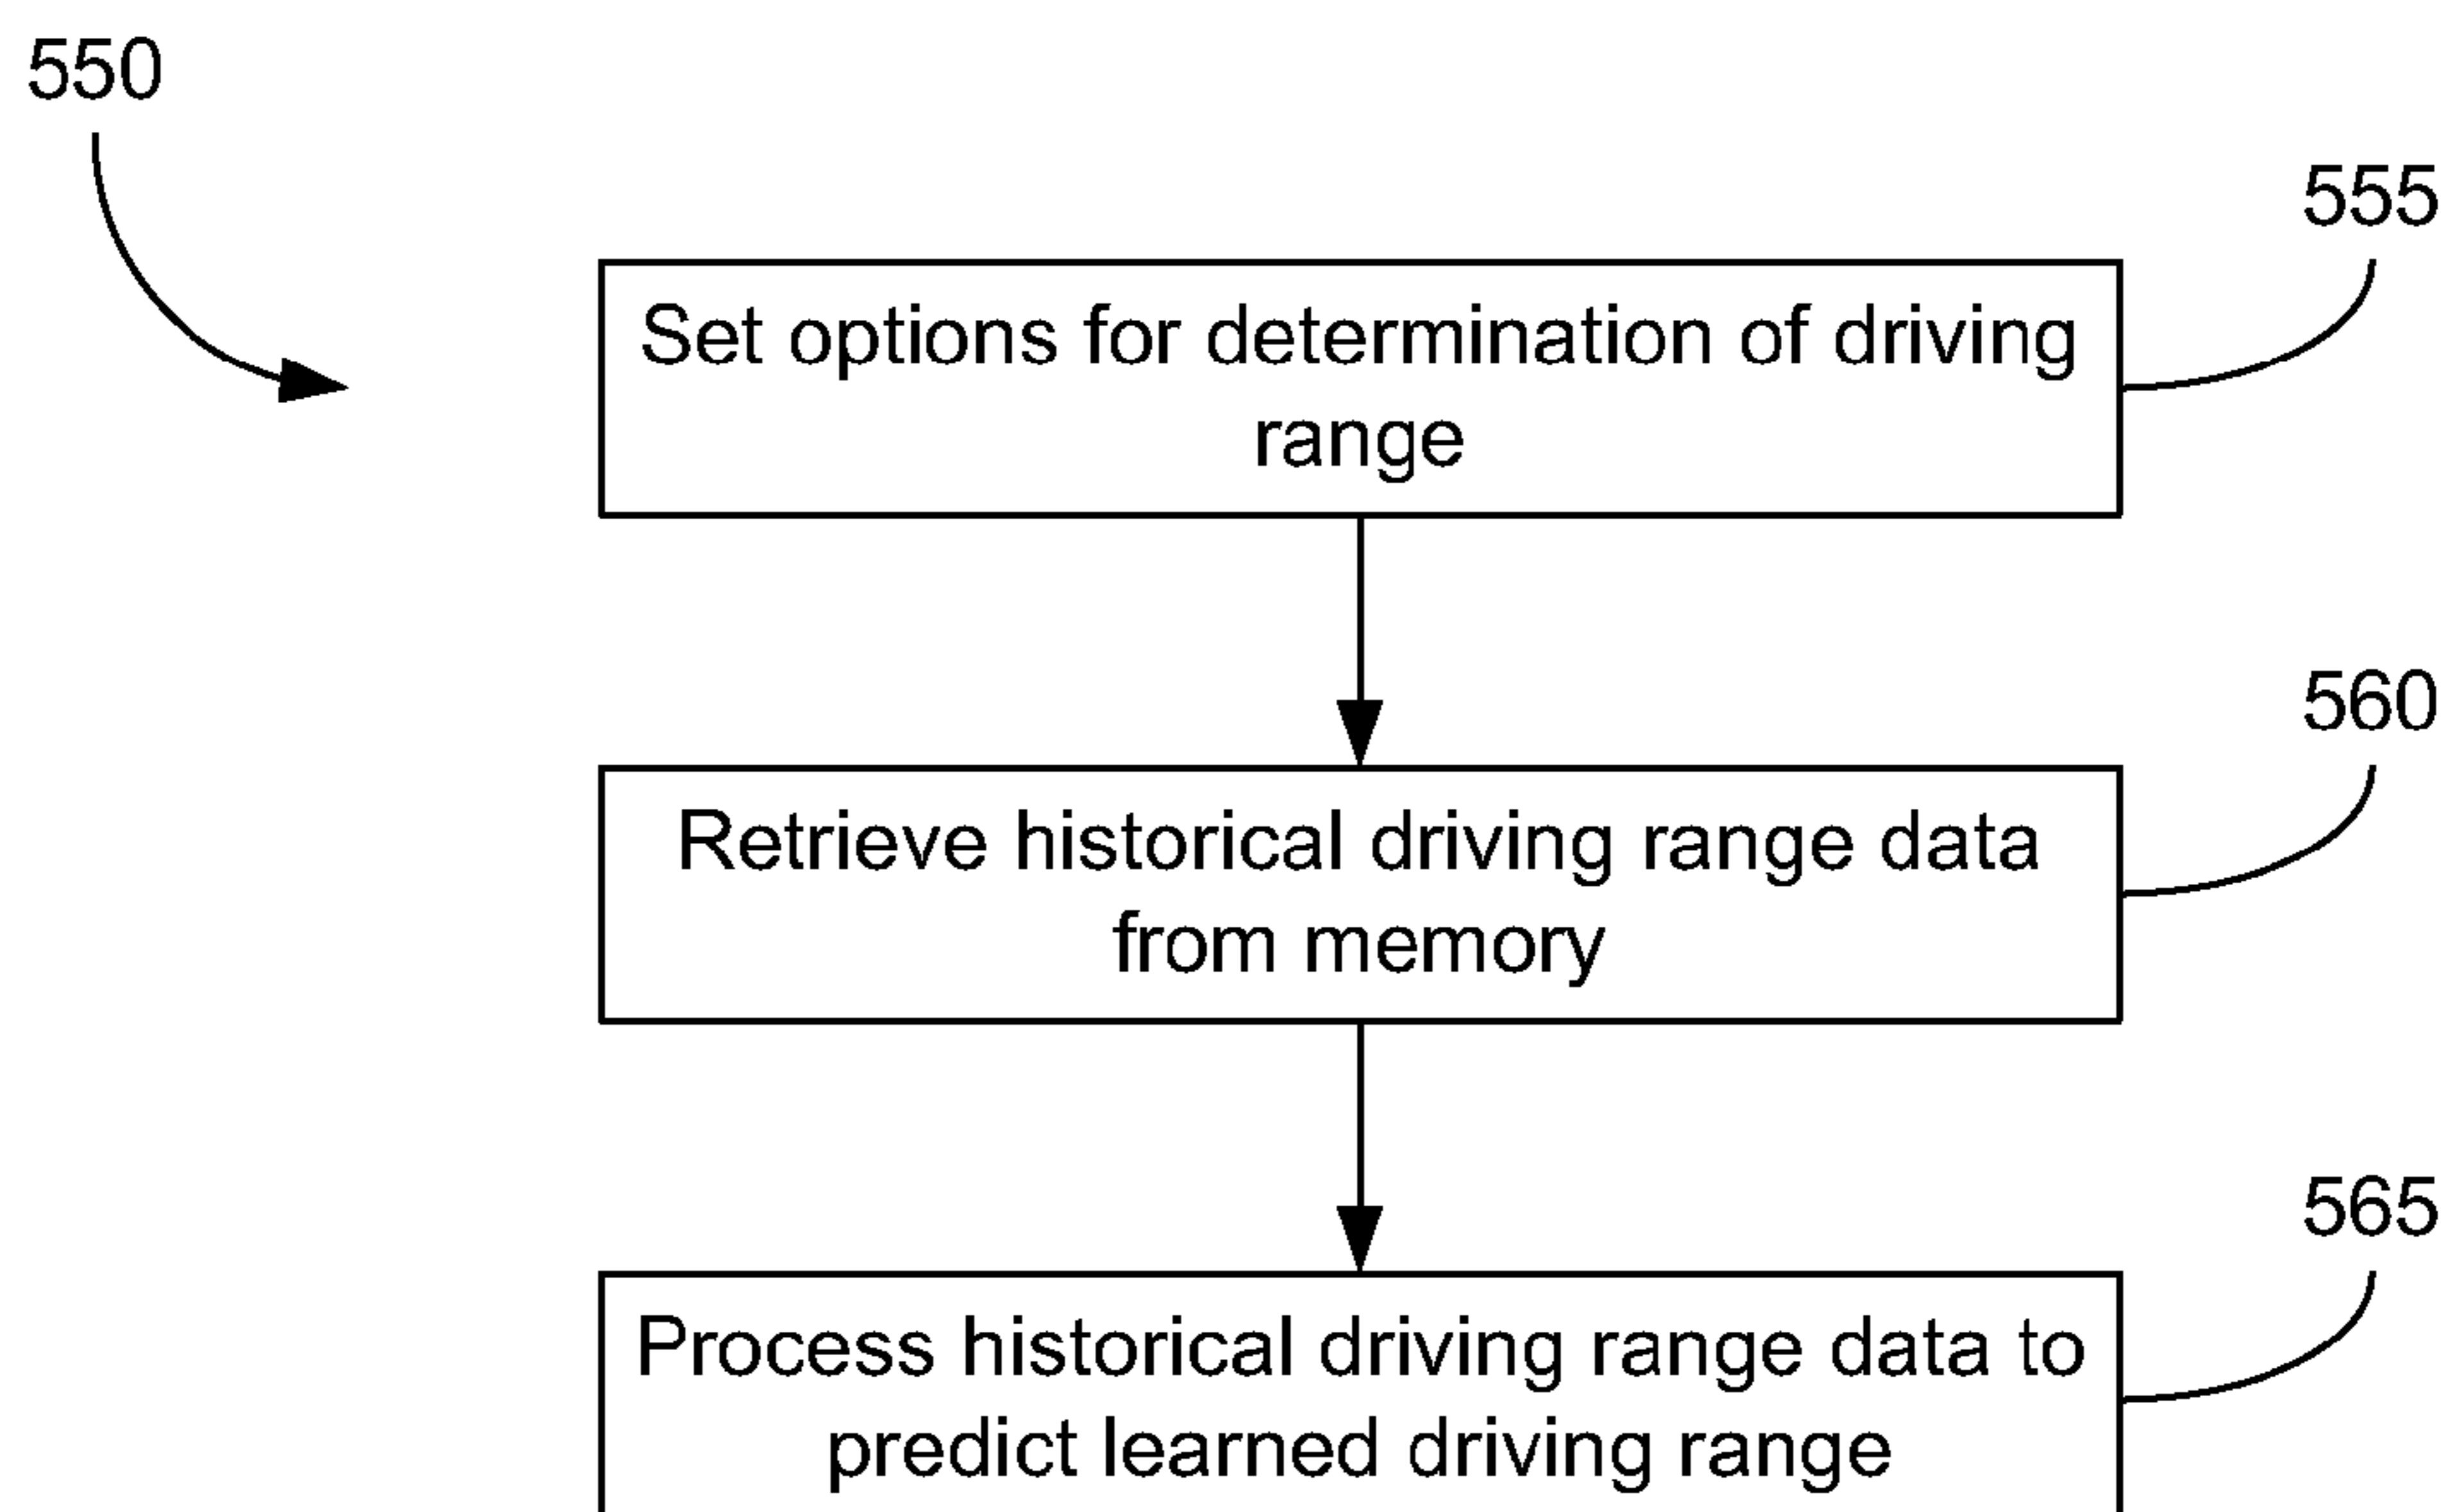 550
555
Set options for determination of driving
range
560
Retrieve historical driving range data
from memory
565
Process historical driving range data to
predict learned driving range